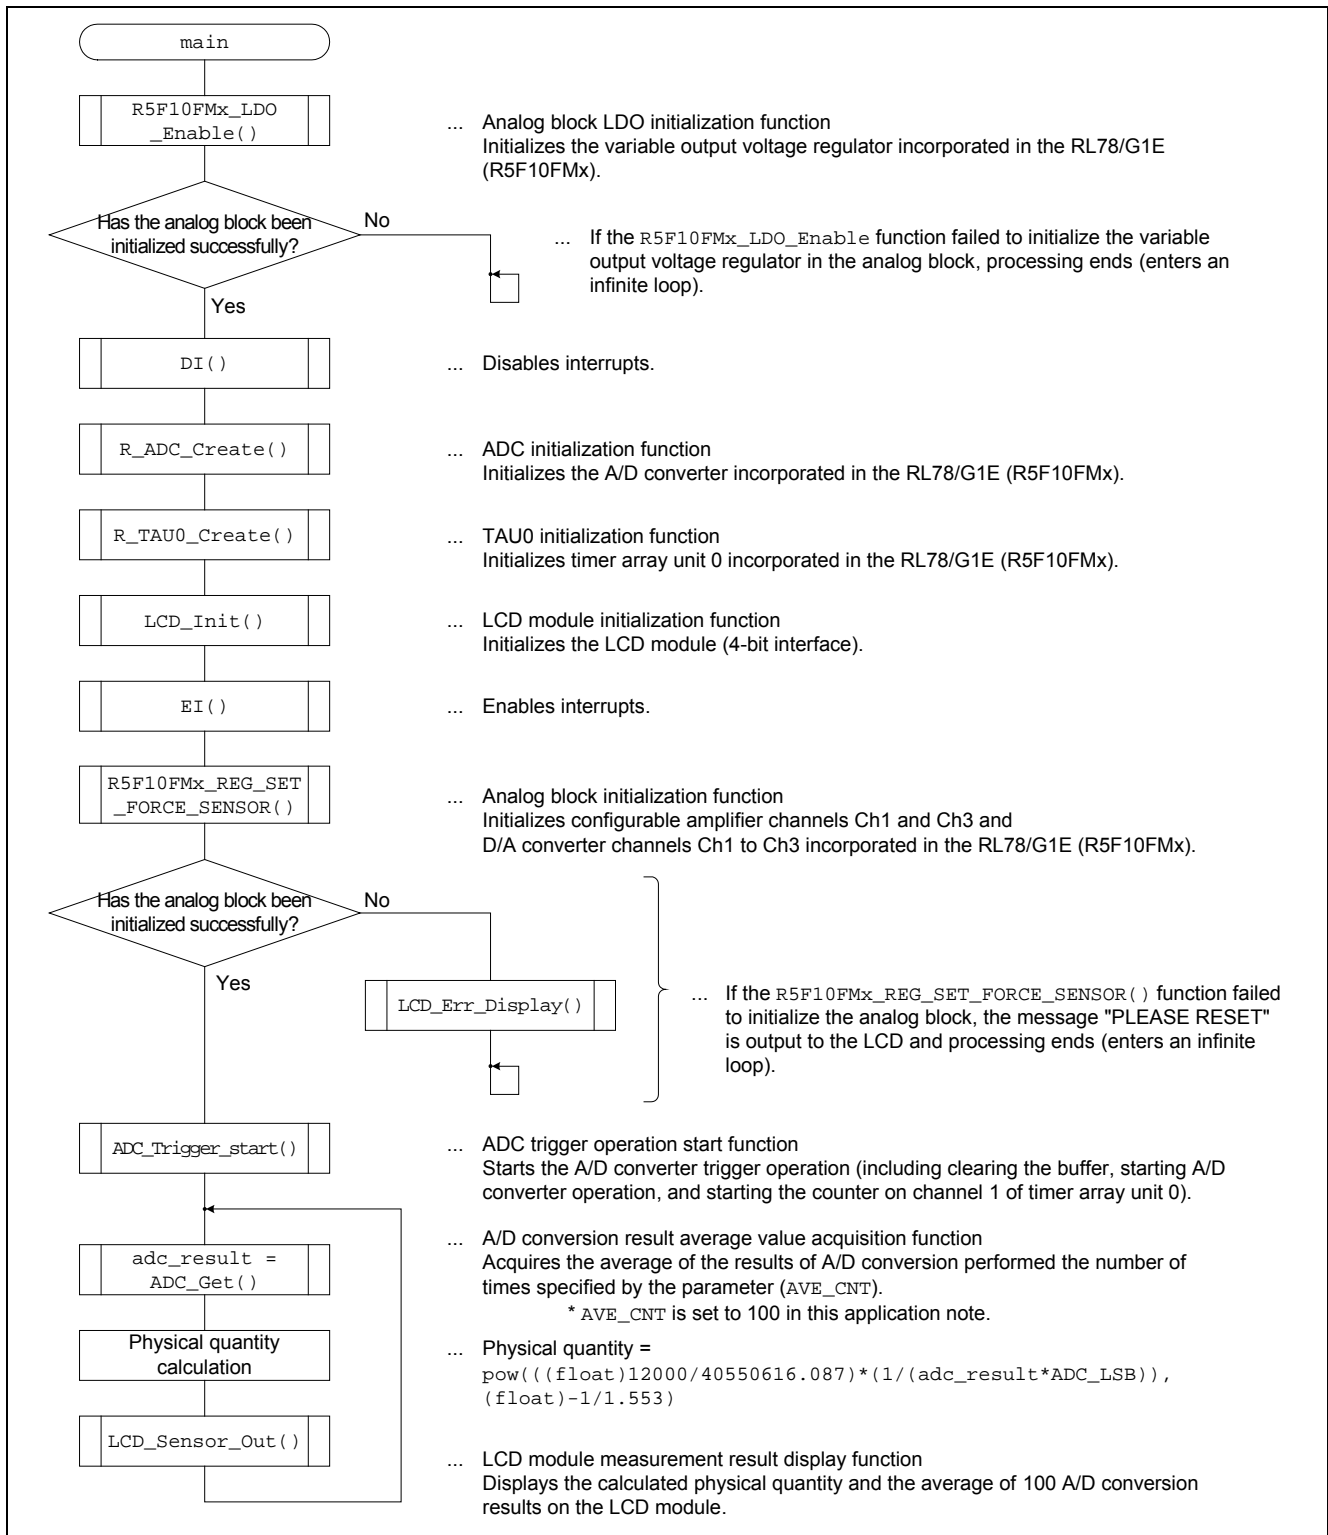 main
R5F10FMx_LDO
_Enable()
... Analog block LDO initialization function
Initializes the variable output voltage regulator incorporated in the RL78/G1E
(R5F10FMx).
Has the analog block been
initialized successfully?
No
... If the R5F10FMx_LDO_Enable function failed to initialize the variable
output voltage regulator in the analog block, processing ends (enters an
infinite loop).
Yes
DI()
... Disables interrupts.
R_ADC_Create()
... ADC initialization function
Initializes the A/D converter incorporated in the RL78/G1E (R5F10FMx).
R_TAU0_Create()
... TAU0 initialization function
Initializes timer array unit 0 incorporated in the RL78/G1E (R5F10FMx).
LCD_Init()
... LCD module initialization function
Initializes the LCD module (4-bit interface).
EI()
... Enables interrupts.
R5F10FMx_REG_SET
_FORCE_SENSOR()
... Analog block initialization function
Initializes configurable amplifier channels Ch1 and Ch3 and
D/A converter channels Ch1 to Ch3 incorporated in the RL78/G1E (R5F10FMx).
Has the analog block been
initialized successfully?
No
Yes
LCD_Err_Display()
... If the R5F10FMx_REG_SET_FORCE_SENSOR() function failed
to initialize the analog block, the message "PLEASE RESET"
is output to the LCD and processing ends (enters an infinite
loop).
ADC_Trigger_start()
... ADC trigger operation start function
Starts the A/D converter trigger operation (including clearing the buffer, starting A/D
converter operation, and starting the counter on channel 1 of timer array unit 0).
adc_result =
ADC_Get()
... A/D conversion result average value acquisition function
Acquires the average of the results of A/D conversion performed the number of
times specified by the parameter (AVE_CNT).
* AVE_CNT is set to 100 in this application note.
Physical quantity
calculation
... Physical quantity =
pow(((float)12000/40550616.087)*(1/(adc_result*ADC_LSB)),
(float)-1/1.553)
LCD_Sensor_Out()
... LCD module measurement result display function
Displays the calculated physical quantity and the average of 100 A/D conversion
results on the LCD module.